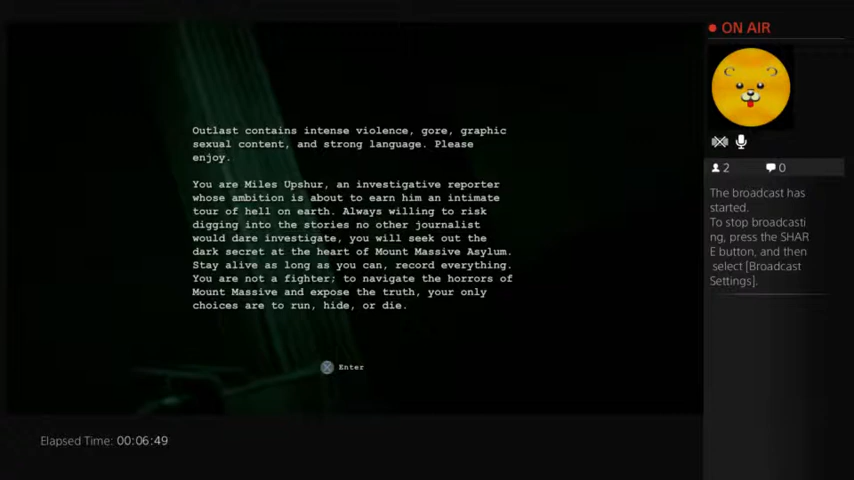 Outlast contains intense violence, gore, graphic
sexual content, and strong language. Please
enjoy.
You are Miles Upshur, an investigative reporter
whose ambition is about to earn him an intimate
tour of hell on earth. Always willing to risk
digging into the stories no other journalist
would dare investigate, you will seek out the
dark secret at the heart of Mount Massive Asylum.
Stay alive as long as you can, record everything.
You are not a fighter; to navigate the horrors of
Mount Massive and expose the truth, your only
choices are to run, hide, or die.
Enter
Elapsed Time: 00:06:49
ON AIR
2 0
The broadcast has
started.
To stop broadcasti
ng, press the SHAR
E button, and then
select [Broadcast
Settings].